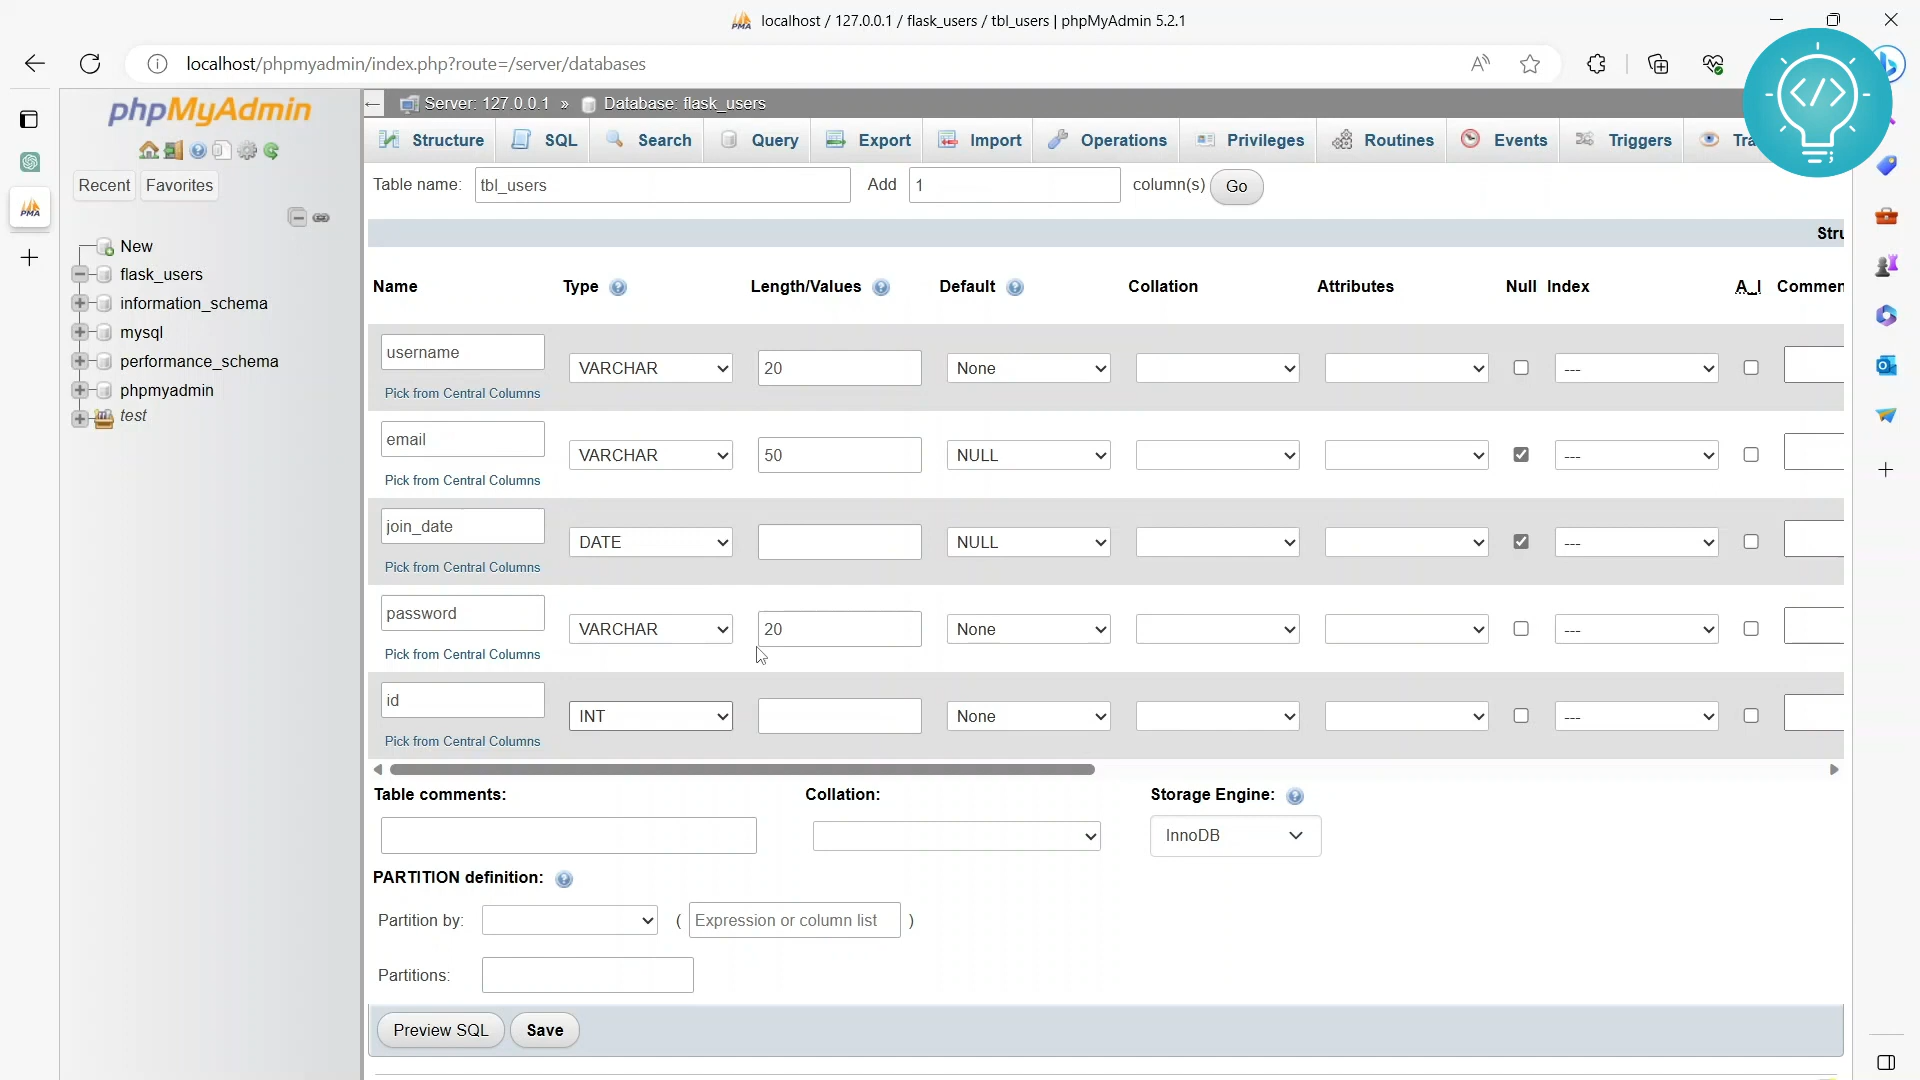 localhost / 127.0.0.1 / flask_users / tbl_users | phpMyAdmin 5.2.1
localhost/phpmyadmin/index.php?route=/server/databases
phpMyAdmin
Recent Favorites
New
flask_users
information_schema
mysql
performance_schema
phpmyadmin
test
Server: 127.0.0.1 » Database: flask_users
Structure SQL Search Query Export Import Operations Privileges Routines Events Triggers Tra
Table name: tbl_users Add 1 column(s) Go
Stru
Name Type Length/Values Default Collation Attributes Null Index A_I Commen
username VARCHAR 20 None ---
Pick from Central Columns
email VARCHAR 50 NULL ---
Pick from Central Columns
join_date DATE NULL ---
Pick from Central Columns
password VARCHAR 20 None ---
Pick from Central Columns
id INT None ---
Pick from Central Columns
Table comments: Collation: Storage Engine:
InnoDB
PARTITION definition:
Partition by: ( Expression or column list )
Partitions:
Preview SQL Save